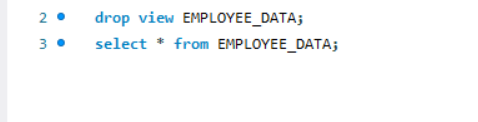 2 drop view EMPLOYEE_DATA;
3 select * from EMPLOYEE_DATA;